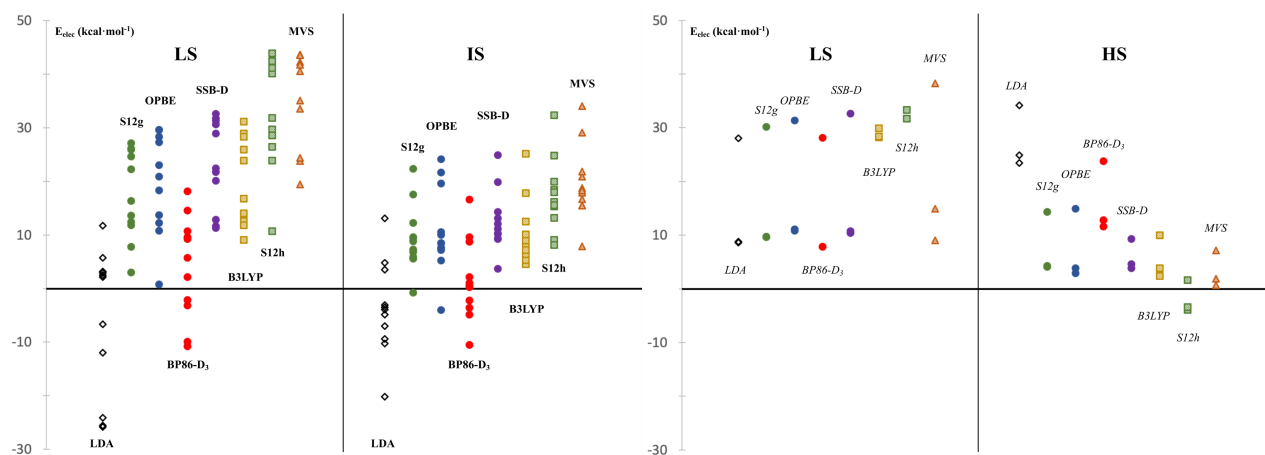 50
E_elec (kcal·mol⁻¹)
LS
IS
MVS
SSB-D
OPBE
S12g
MVS
SSB-D
OPBE
S12g
30
10
S12h
B3LYP
S12h
B3LYP
-10
BP86-D₃
BP86-D₃
LDA
LDA
-30
50
E_elec (kcal·mol⁻¹)
LS
HS
MVS
OPBE
S12g
LDA
30
S12h
B3LYP
BP86-D₃
OPBE
S12g
SSB-D
MVS
10
LDA
BP86-D₃
B3LYP
S12h
-10
-30